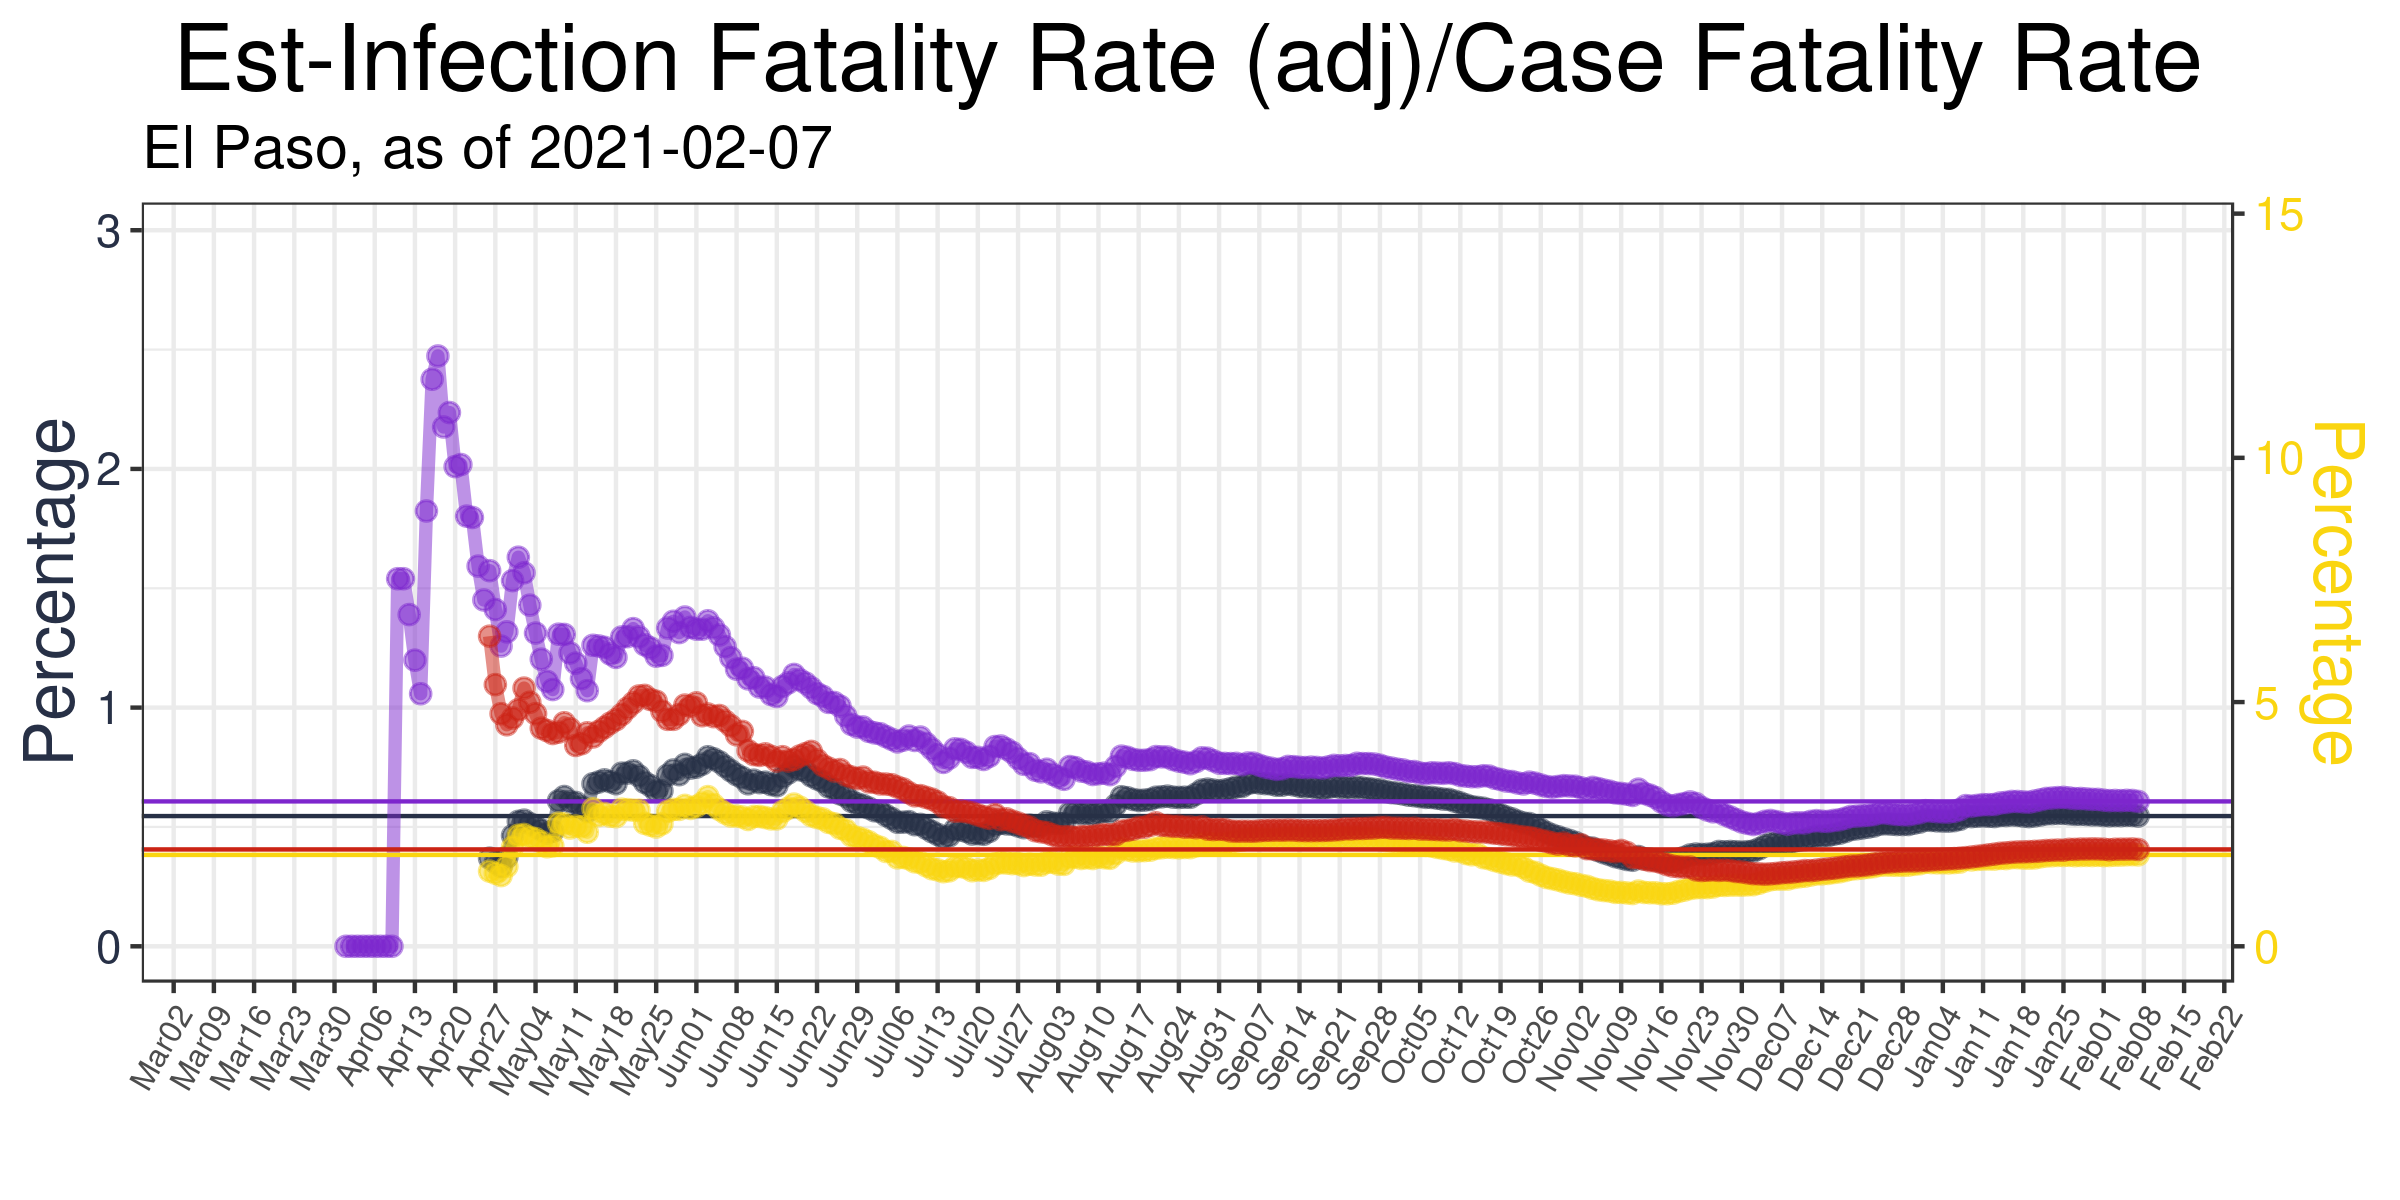 Est-Infection Fatality Rate (adj)/Case Fatality Rate
El Paso, as of 2021-02-07
Percentage
3
2
1
0
15
10
5
0
Percentage
Mar02
Mar09
Mar16
Mar23
Mar30
Apr06
Apr13
Apr20
Apr27
May04
May11
May18
May25
Jun01
Jun08
Jun15
Jun22
Jun29
Jul06
Jul13
Jul20
Jul27
Aug03
Aug10
Aug17
Aug24
Aug31
Sep07
Sep14
Sep21
Sep28
Oct05
Oct12
Oct19
Oct26
Nov02
Nov09
Nov16
Nov23
Nov30
Dec07
Dec14
Dec21
Dec28
Jan04
Jan11
Jan18
Jan25
Feb01
Feb08
Feb15
Feb22